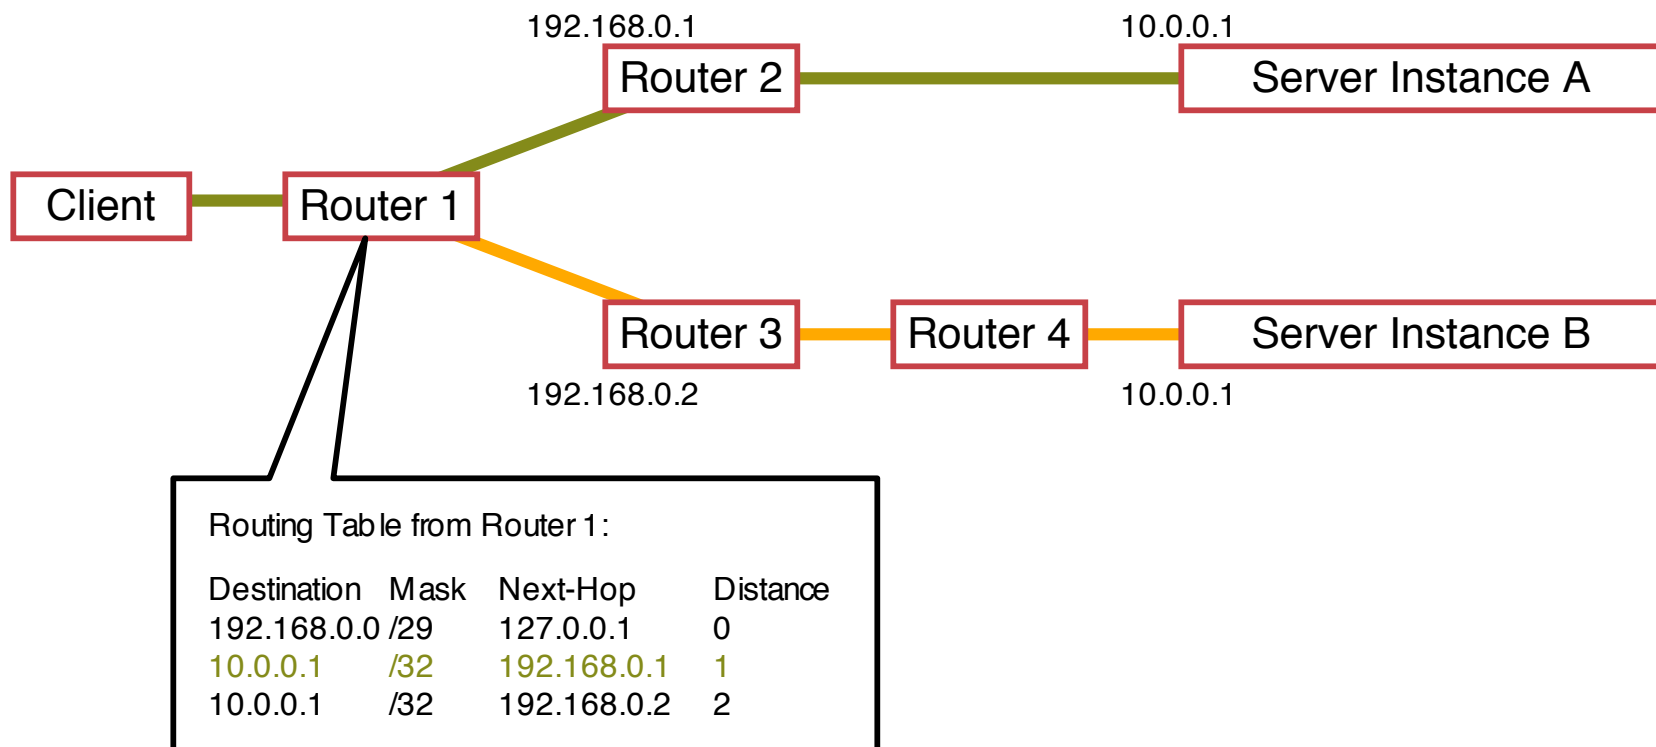 192.168.0.1
10.0.0.1
Router 2
Server Instance A
Client
Router 1
Router 3
Router 4
Server Instance B
192.168.0.2
10.0.0.1
Routing Table from Router 1:
Destination Mask Next-Hop Distance
192.168.0.0 /29 127.0.0.1 0
10.0.0.1 /32 192.168.0.1 1
10.0.0.1 /32 192.168.0.2 2